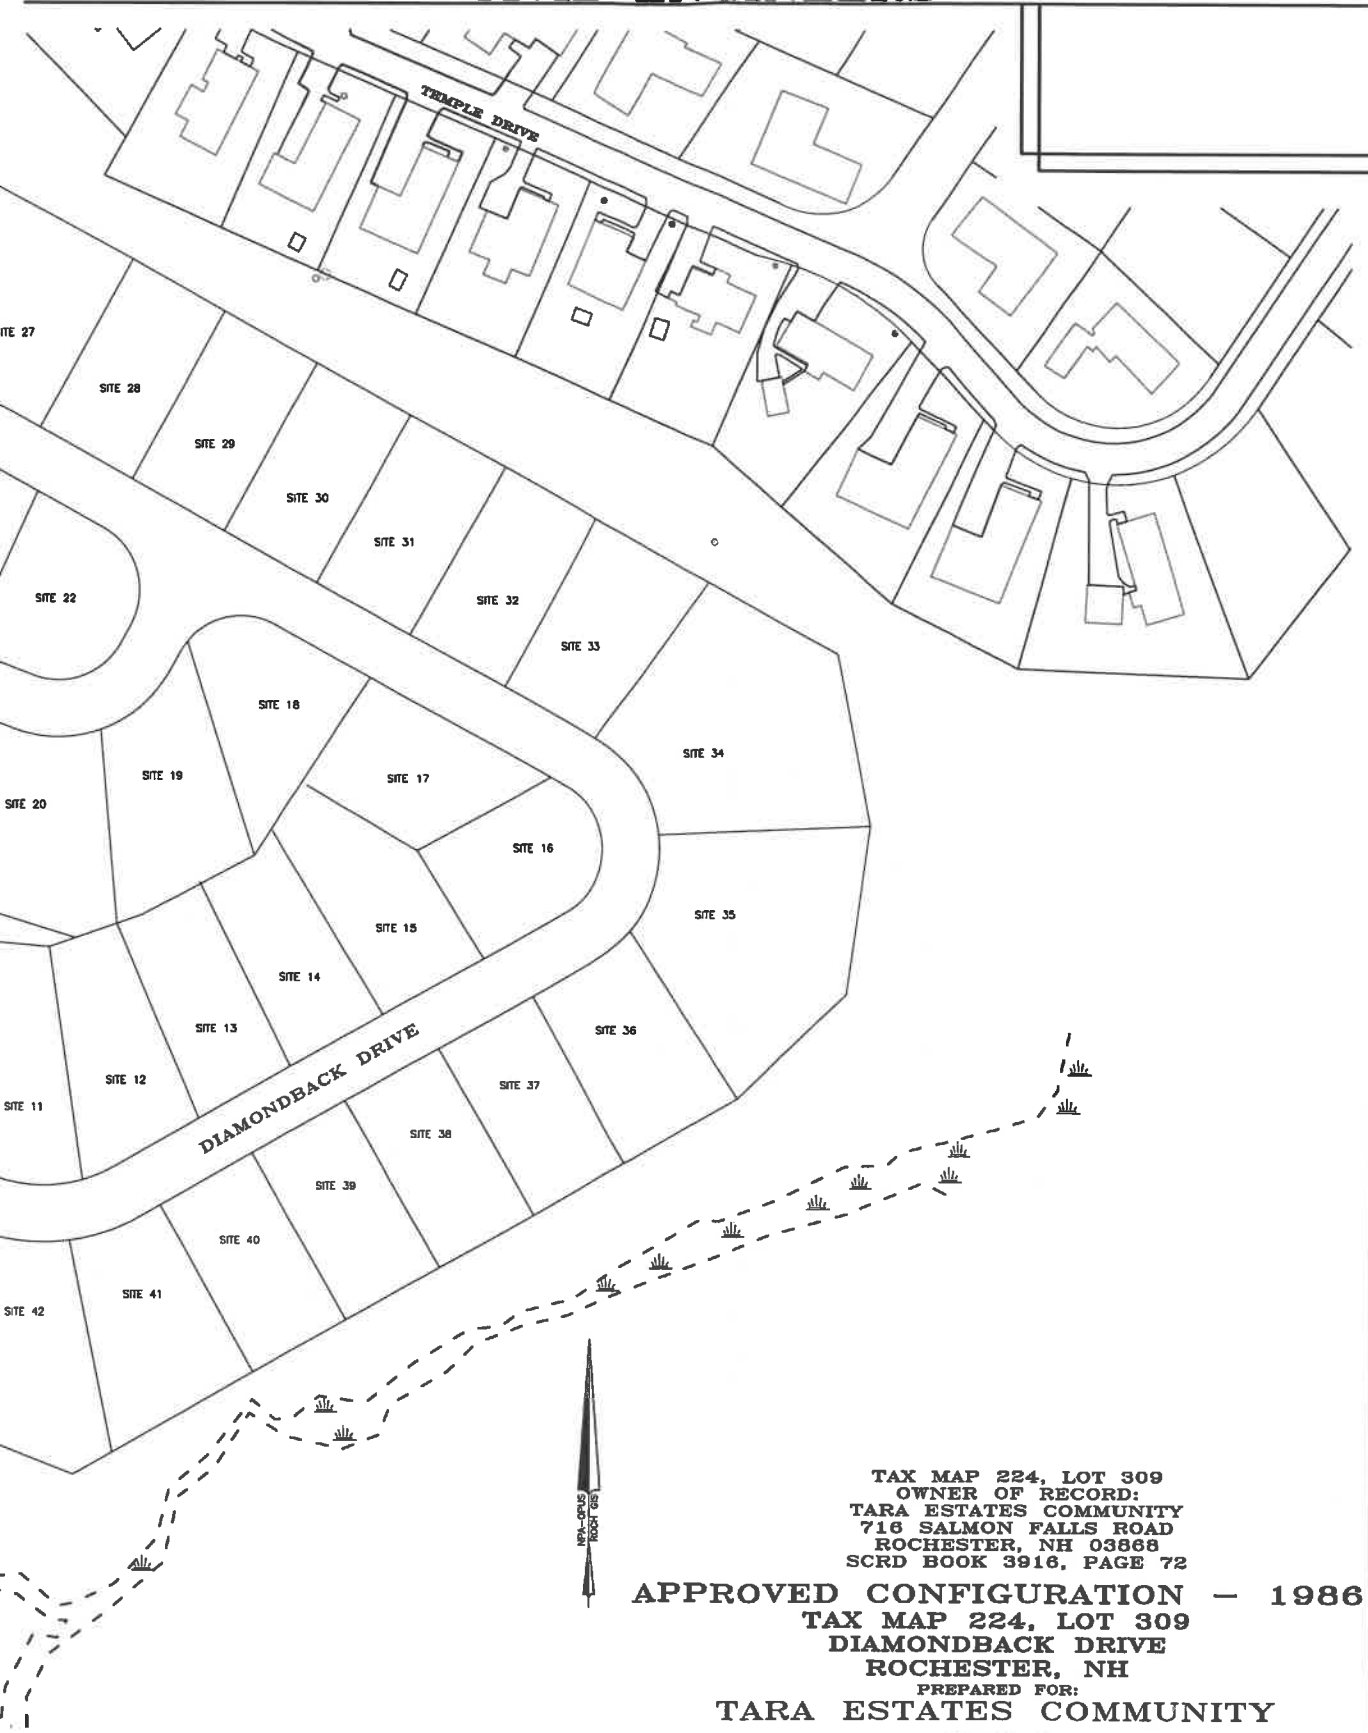 TEMPLE DRIVE
SITE 28
SITE 29
SITE 30
SITE 31
SITE 32
SITE 33
SITE 22
SITE 34
SITE 18
SITE 19
SITE 17
SITE 20
SITE 16
SITE 35
SITE 15
SITE 14
SITE 13
SITE 36
SITE 12
SITE 37
SITE 11
DIAMONDBACK DRIVE
SITE 38
SITE 39
SITE 40
SITE 41
SITE 42
ITE 27
NPA-OPUS
ROCH GIS
TAX MAP 224, LOT 309
OWNER OF RECORD:
TARA ESTATES COMMUNITY
716 SALMON FALLS ROAD
ROCHESTER, NH 03868
SCRD BOOK 3916, PAGE 72
APPROVED CONFIGURATION – 1986
TAX MAP 224, LOT 309
DIAMONDBACK DRIVE
ROCHESTER, NH
PREPARED FOR:
TARA ESTATES COMMUNITY